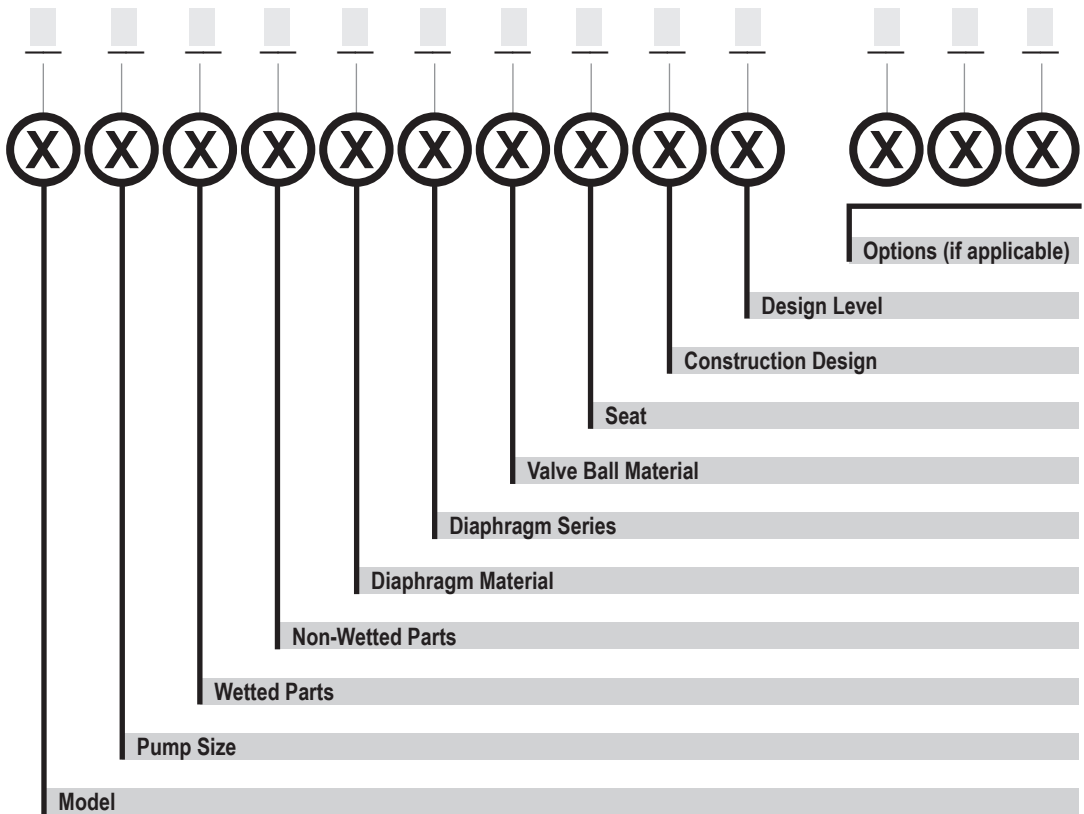 X X X X X X X X X X X X X
Options (if applicable)
Design Level
Construction Design
Seat
Valve Ball Material
Diaphragm Series
Diaphragm Material
Non-Wetted Parts
Wetted Parts
Pump Size
Model